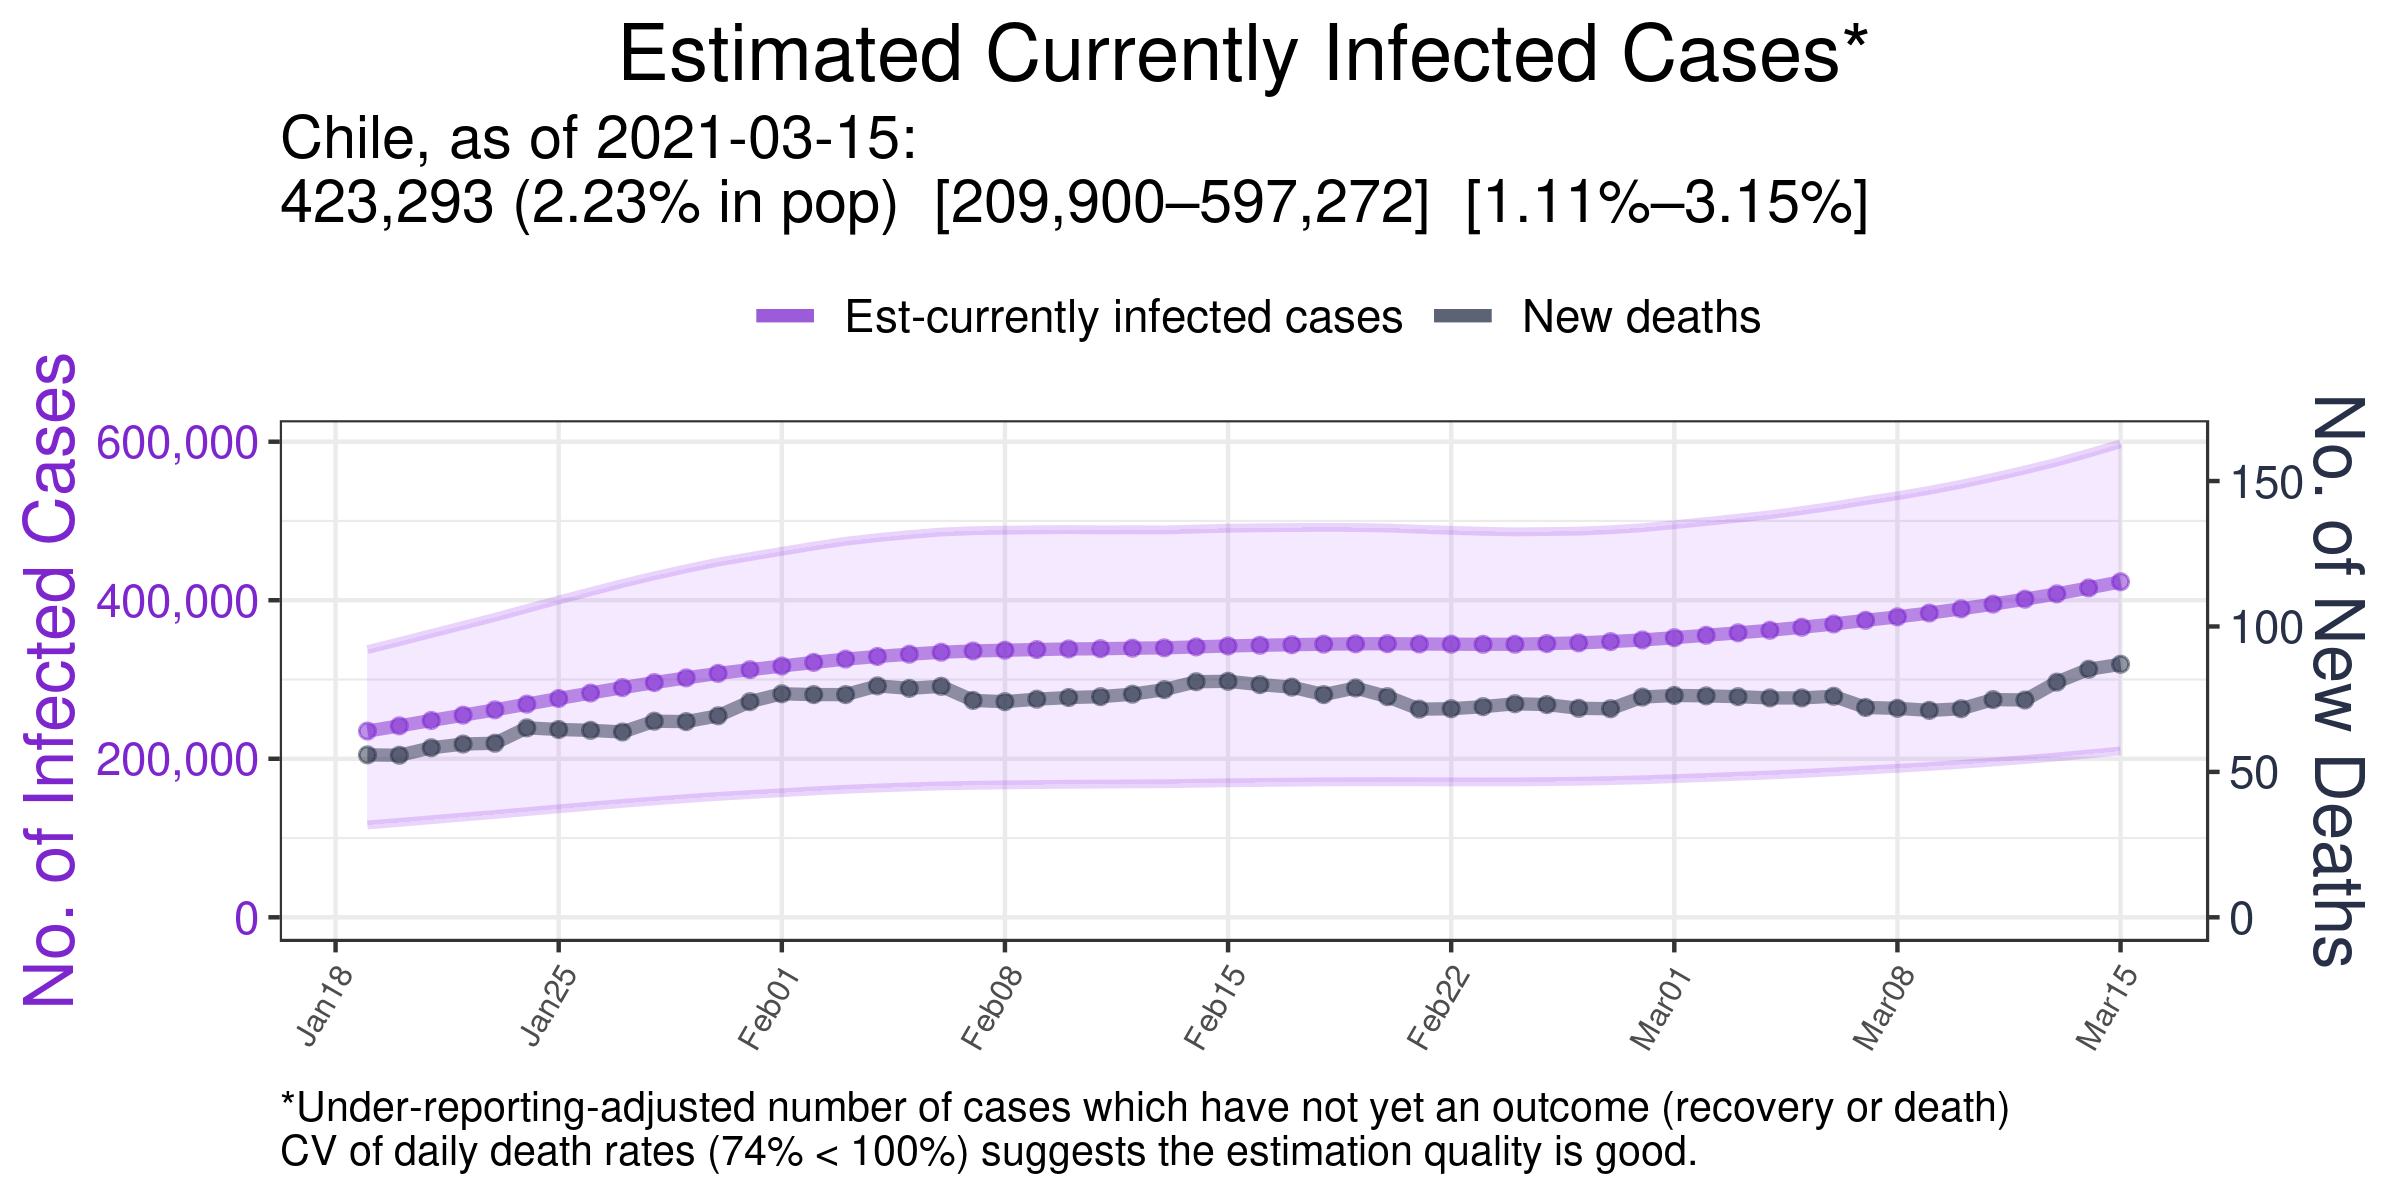 Estimated Currently Infected Cases*
Chile, as of 2021-03-15:
423,293 (2.23% in pop)  [209,900–597,272]  [1.11%–3.15%]
Est-currently infected cases
New deaths
No. of Infected Cases
600,000
400,000
200,000
0
No. of New Deaths
150
100
50
0
Jan18
Jan25
Feb01
Feb08
Feb15
Feb22
Mar01
Mar08
Mar15
*Under-reporting-adjusted number of cases which have not yet an outcome (recovery or death)
CV of daily death rates (74% < 100%) suggests the estimation quality is good.